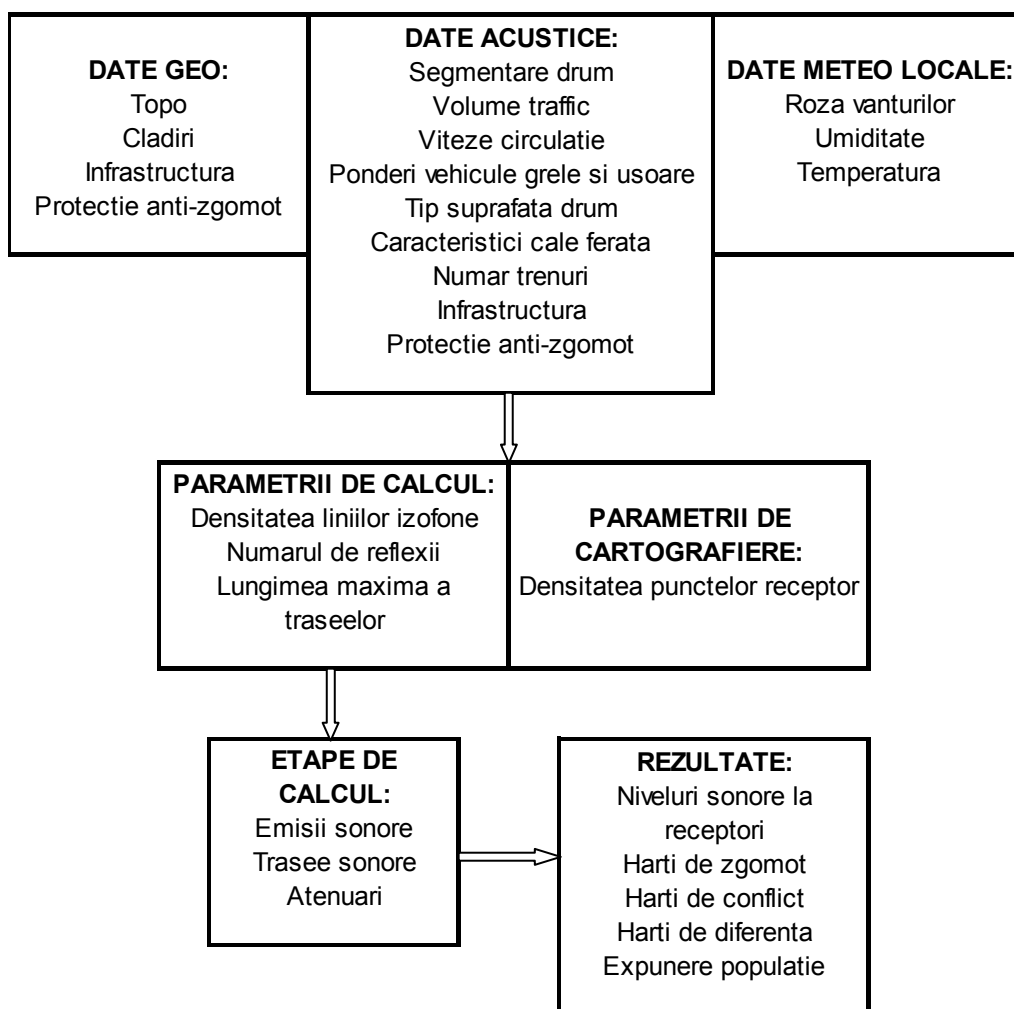 DATE GEO:
Topo
Cladiri
Infrastructura
Protectie anti-zgomot
DATE ACUSTICE:
Segmentare drum
Volume traffic
Viteze circulatie
Ponderi vehicule grele si usoare
Tip suprafata drum
Caracteristici cale ferata
Numar trenuri
Infrastructura
Protectie anti-zgomot
DATE METEO LOCALE:
Roza vanturilor
Umiditate
Temperatura
PARAMETRII DE CALCUL:
Densitatea liniilor izofone
Numarul de reflexii
Lungimea maxima a
traseelor
PARAMETRII DE
CARTOGRAFIERE:
Densitatea punctelor receptor
ETAPE DE
CALCUL:
Emisii sonore
Trasee sonore
Atenuari
REZULTATE:
Niveluri sonore la
receptori
Harti de zgomot
Harti de conflict
Harti de diferenta
Expunere populatie